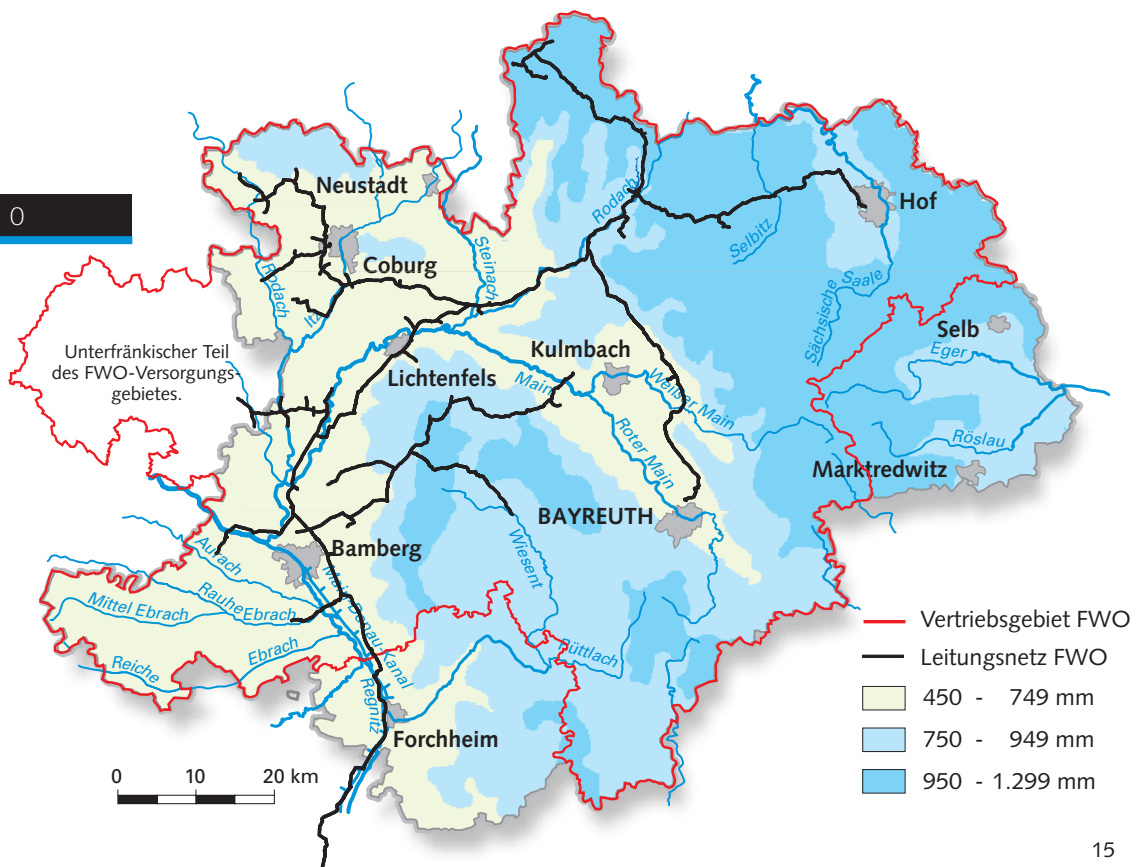 0
Neustadt
Coburg
Rodach
Itz
Steinach
Rodach
Selbitz
Hof
Sächsische Saale
Selb
Eger
Röslau
Marktredwitz
Unterfränkischer Teil
des FWO-Versorgungs-
gebietes.
Lichtenfels
Main
Kulmbach
Weißer Main
Roter Main
BAYREUTH
Wiesent
Bamberg
Aurach
Rauhe Ebrach
Mittel Ebrach
Reiche Ebrach
Main-Donau-Kanal
Regnitz
Püttlach
Forchheim
0 10 20 km
Vertriebsgebiet FWO
Leitungsnetz FWO
450 - 749 mm
750 - 949 mm
950 - 1.299 mm
15